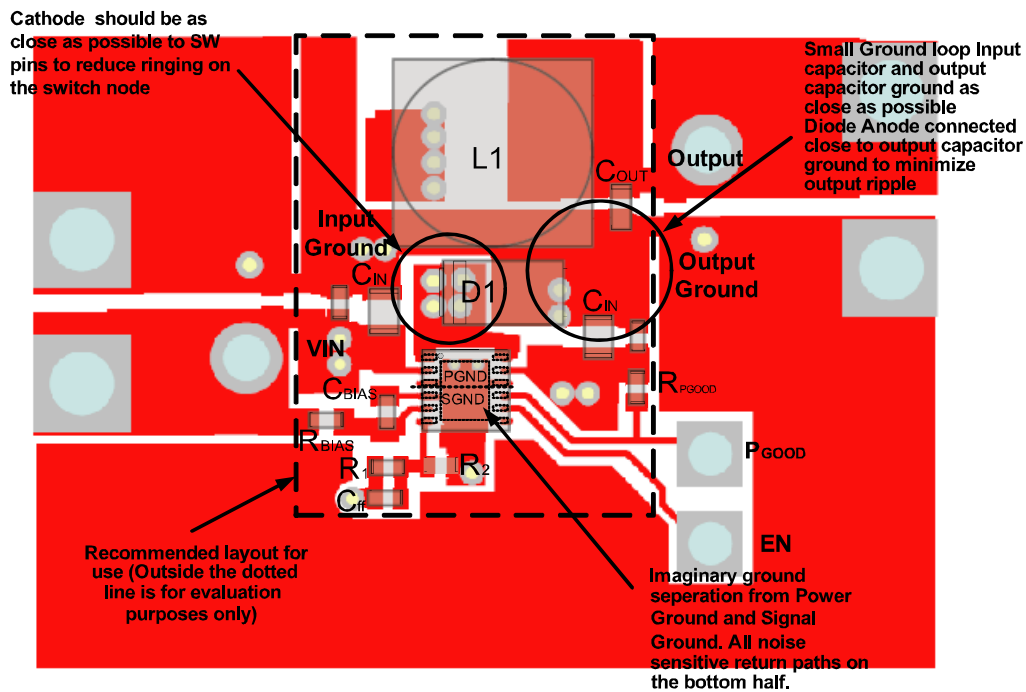 Cathode should be as
close as possible to SW
pins to reduce ringing on
the switch node
Small Ground loop Input
capacitor and output
capacitor ground as
close as possible
Diode Anode connected
close to output capacitor
ground to minimize
output ripple
L1
COUT
Output
Input
Ground
CIN
D1
CIN
Output
Ground
VIN
PGND
SGND
CBIAS
RPGOOD
RBIAS
R1
R2
PGOOD
Cff
EN
Recommended layout for
use (Outside the dotted
line is for evaluation
purposes only)
Imaginary ground
seperation from Power
Ground and Signal
Ground. All noise
sensitive return paths on
the bottom half.